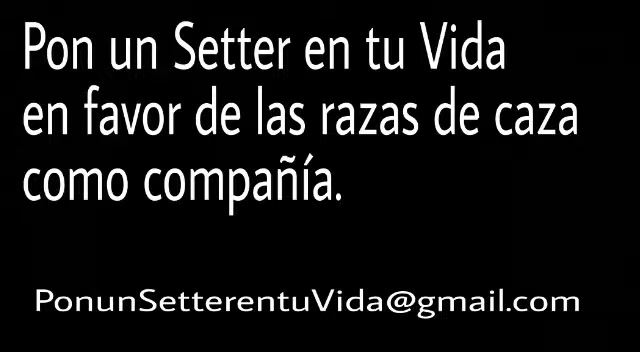 Pon un Setter en tu Vida
en favor de las razas de caza
como compañía.
PonunSetterentuVida@gmail.com